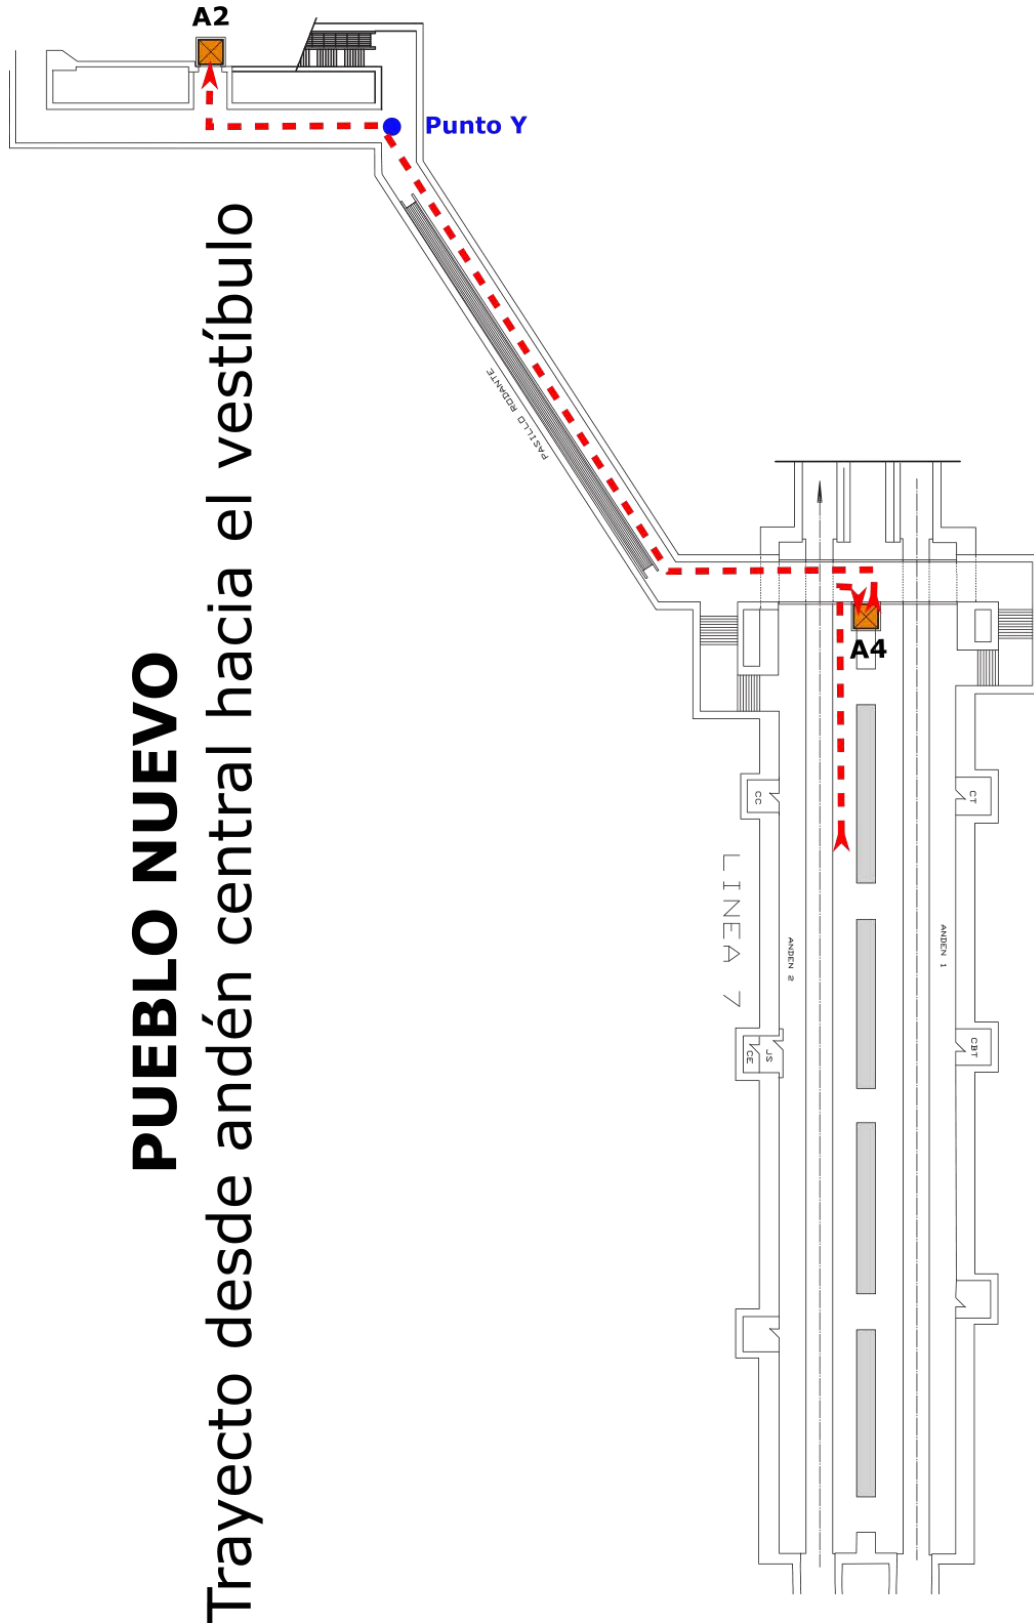 PUEBLO NUEVO
Trayecto desde andén central hacia el vestíbulo
A2
Punto Y
PASILLO RODANTE
A4
CC
CT
LINEA 7
ANDEN 2
ANDEN 1
CE
JS
CBT